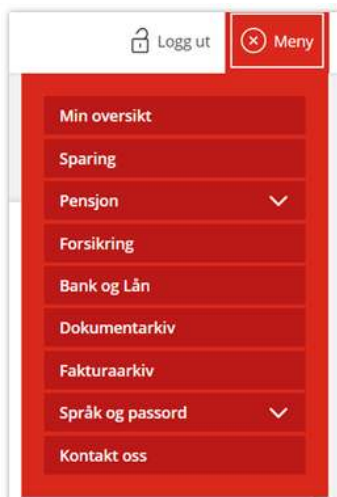 Logg ut
Meny
Min oversikt
Sparing
Pensjon
Forsikring
Bank og Lån
Dokumentarkiv
Fakturaarkiv
Språk og passord
Kontakt oss